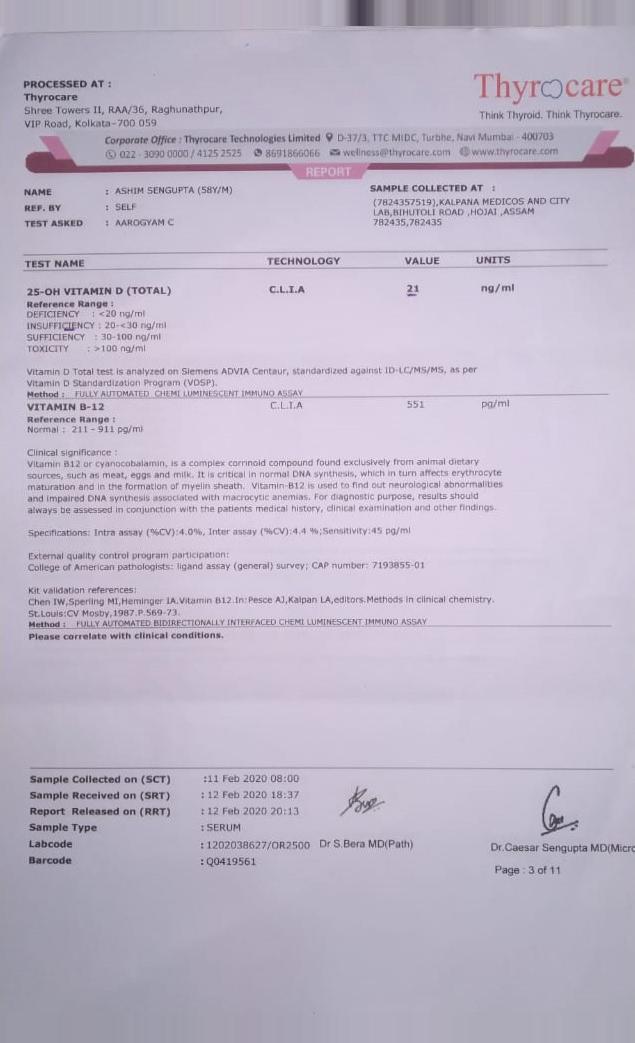 PROCESSED AT :
Thyrocare
Shree Towers II, RAA/36, Raghunathpur,
VIP Road, Kolkata-700 059
Thyrocare
Think Thyroid. Think Thyrocare.
Corporate Office : Thyrocare Technologies Limited D-37/3, TTC MIDC, Turbhe, Navi Mumbai - 400703
022 - 3090 0000 / 4125 2525 8691866066 wellness@thyrocare.com www.thyrocare.com
REPORT
NAME : ASHIM SENGUPTA (58Y/M)
REF. BY : SELF
TEST ASKED : AAROGYAM C
SAMPLE COLLECTED AT :
(7824357519),KALPANA MEDICOS AND CITY
LAB,BIHUTOLI ROAD ,HOJAI ,ASSAM
782435,782435
TEST NAME TECHNOLOGY VALUE UNITS
25-OH VITAMIN D (TOTAL) C.L.I.A 21 ng/ml
Reference Range :
DEFICIENCY : <20 ng/ml
INSUFFICIENCY : 20-<30 ng/ml
SUFFICIENCY : 30-100 ng/ml
TOXICITY : >100 ng/ml
Vitamin D Total test is analyzed on Siemens ADVIA Centaur, standardized against ID-LC/MS/MS, as per
Vitamin D Standardization Program (VDSP).
Method : FULLY AUTOMATED CHEMI LUMINESCENT IMMUNO ASSAY
VITAMIN B-12 C.L.I.A 551 pg/ml
Reference Range :
Normal : 211 - 911 pg/ml
Clinical significance :
Vitamin B12 or cyanocobalamin, is a complex corrinoid compound found exclusively from animal dietary
sources, such as meat, eggs and milk. It is critical in normal DNA synthesis, which in turn affects erythrocyte
maturation and in the formation of myelin sheath. Vitamin-B12 is used to find out neurological abnormalities
and impaired DNA synthesis associated with macrocytic anemias. For diagnostic purpose, results should
always be assessed in conjunction with the patients medical history, clinical examination and other findings.
Specifications: Intra assay (%CV):4.0%, Inter assay (%CV):4.4 %;Sensitivity:45 pg/ml
External quality control program participation:
College of American pathologists: ligand assay (general) survey; CAP number: 7193855-01
Kit validation references:
Chen IW,Sperling MI,Heminger IA.Vitamin B12.In:Pesce AJ,Kalpan LA,editors.Methods in clinical chemistry.
St.Louis:CV Mosby,1987.P.569-73.
Method : FULLY AUTOMATED BIDIRECTIONALLY INTERFACED CHEMI LUMINESCENT IMMUNO ASSAY
Please correlate with clinical conditions.
Sample Collected on (SCT) :11 Feb 2020 08:00
Sample Received on (SRT) : 12 Feb 2020 18:37
Report Released on (RRT) : 12 Feb 2020 20:13
Sample Type : SERUM
Labcode : 1202038627/OR2500 Dr S.Bera MD(Path) Dr.Caesar Sengupta MD(Micro
Barcode : Q0419561
Page : 3 of 11